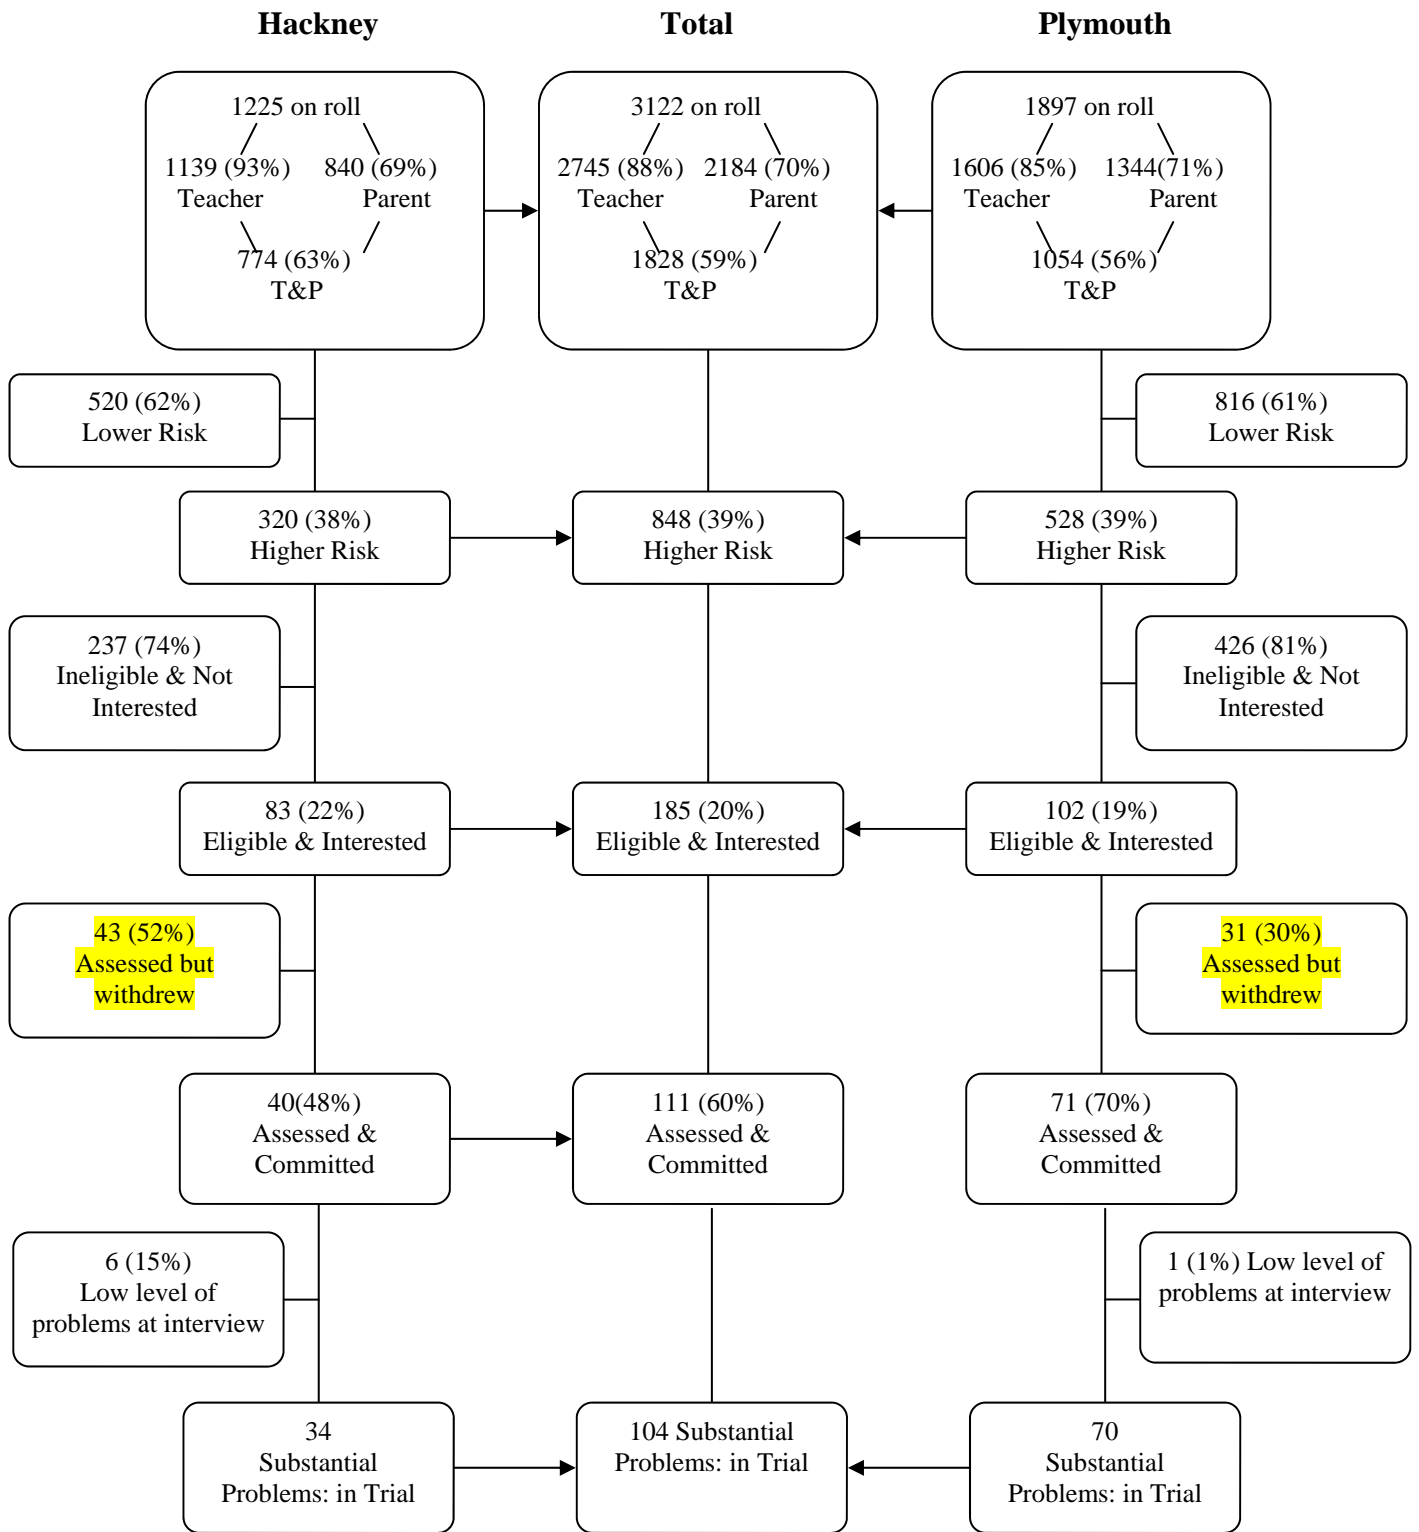 Hackney
Total
Plymouth
1225 on roll
1139 (93%) 840 (69%)
Teacher Parent
774 (63%)
T&P
3122 on roll
2745 (88%) 2184 (70%)
Teacher Parent
1828 (59%)
T&P
1897 on roll
1606 (85%) 1344(71%)
Teacher Parent
1054 (56%)
T&P
520 (62%)
Lower Risk
816 (61%)
Lower Risk
320 (38%)
Higher Risk
848 (39%)
Higher Risk
528 (39%)
Higher Risk
237 (74%)
Ineligible & Not
Interested
426 (81%)
Ineligible & Not
Interested
83 (22%)
Eligible & Interested
185 (20%)
Eligible & Interested
102 (19%)
Eligible & Interested
43 (52%)
Assessed but
withdrew
31 (30%)
Assessed but
withdrew
40(48%)
Assessed &
Committed
111 (60%)
Assessed &
Committed
71 (70%)
Assessed &
Committed
6 (15%)
Low level of
problems at interview
1 (1%) Low level of
problems at interview
34
Substantial
Problems: in Trial
104 Substantial
Problems: in Trial
70
Substantial
Problems: in Trial